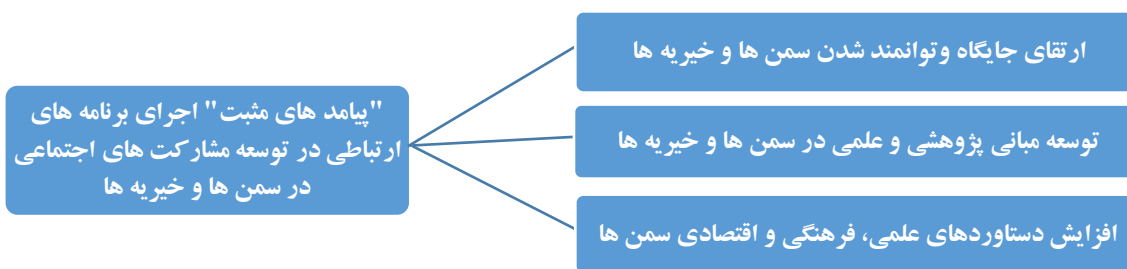 ارتقای جایگاه وتوانمند شدن سمن ها و خیریه ها
"پیامد های مثبت" اجرای برنامه های
ارتباطی در توسعه مشارکت های اجتماعی
در سمن ها و خیریه ها
توسعه مبانی پژوهشی و علمی در سمن ها و خیریه ها
افزایش دستاوردهای علمی، فرهنگی و اقتصادی سمن ها